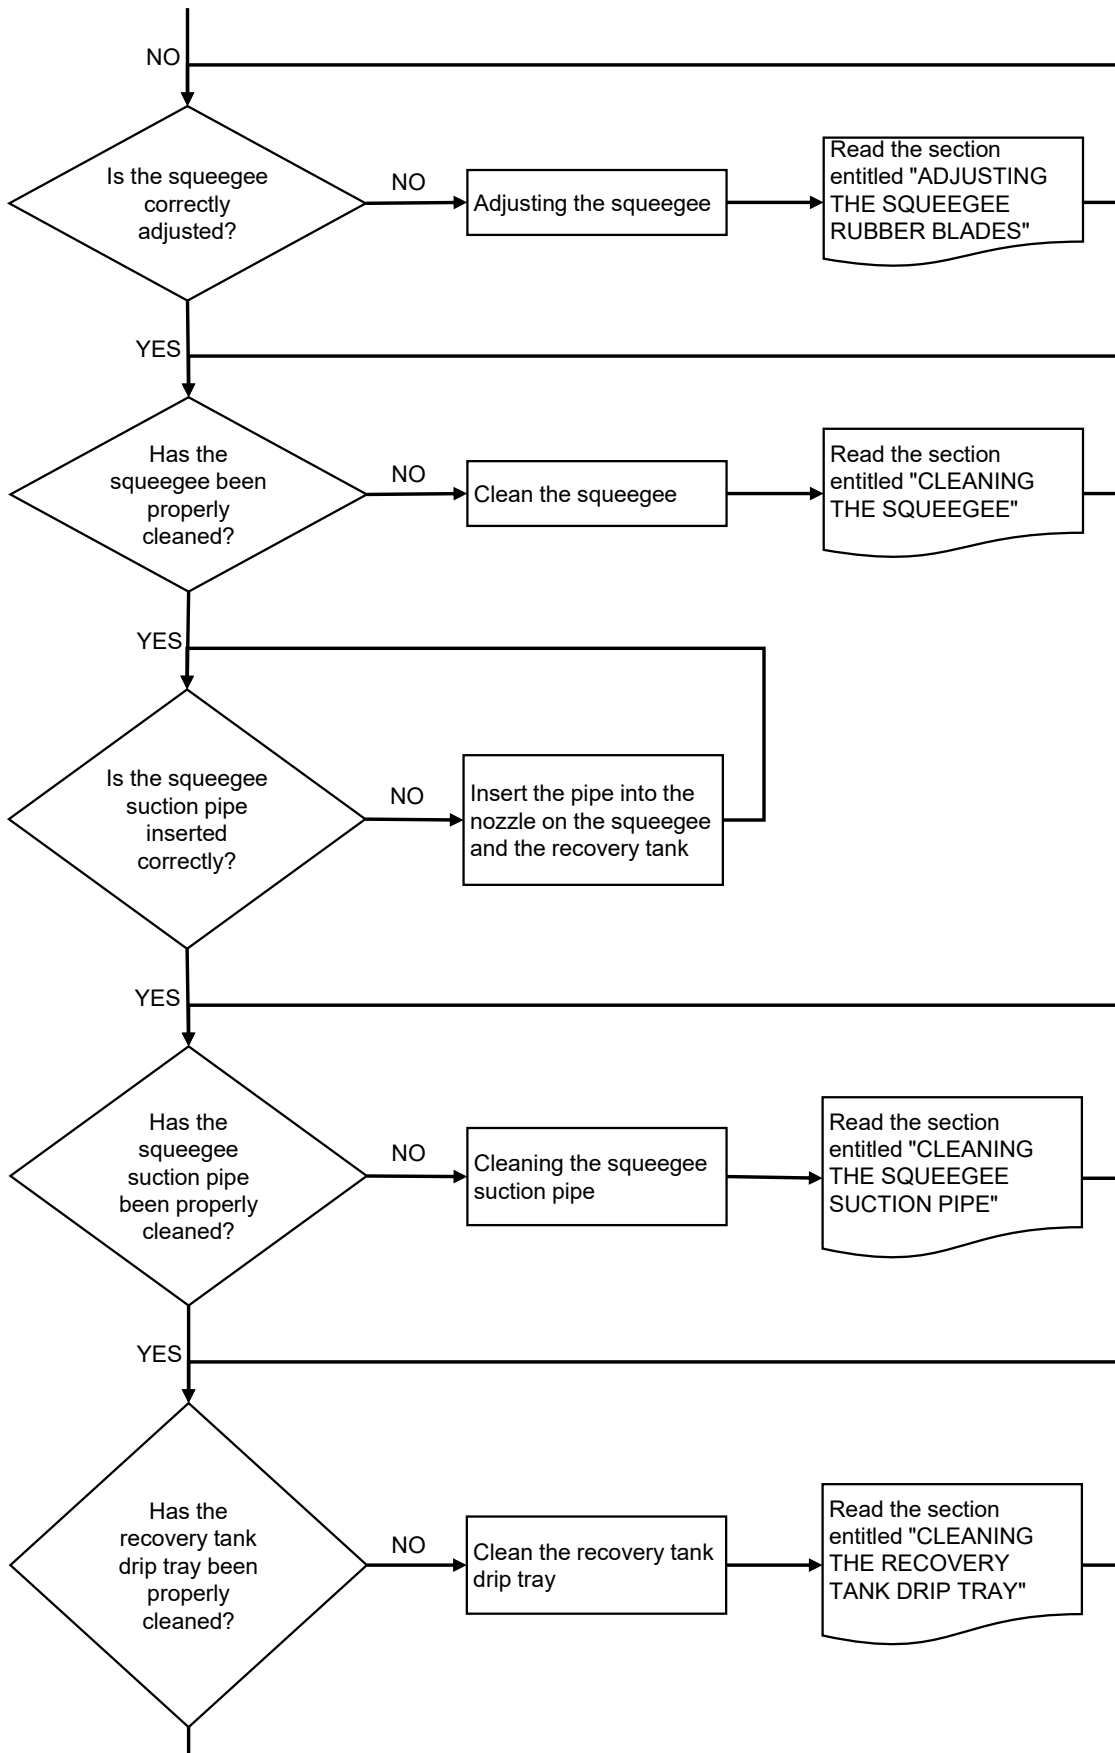 NO
Is the squeegee
correctly
adjusted?
NO
Adjusting the squeegee
Read the section
entitled "ADJUSTING
THE SQUEEGEE
RUBBER BLADES"
YES
Has the
squeegee been
properly
cleaned?
NO
Clean the squeegee
Read the section
entitled "CLEANING
THE SQUEEGEE"
YES
Is the squeegee
suction pipe
inserted
correctly?
NO
Insert the pipe into the
nozzle on the squeegee
and the recovery tank
YES
Has the
squeegee
suction pipe
been properly
cleaned?
NO
Cleaning the squeegee
suction pipe
Read the section
entitled "CLEANING
THE SQUEEGEE
SUCTION PIPE"
YES
Has the
recovery tank
drip tray been
properly
cleaned?
NO
Clean the recovery tank
drip tray
Read the section
entitled "CLEANING
THE RECOVERY
TANK DRIP TRAY"